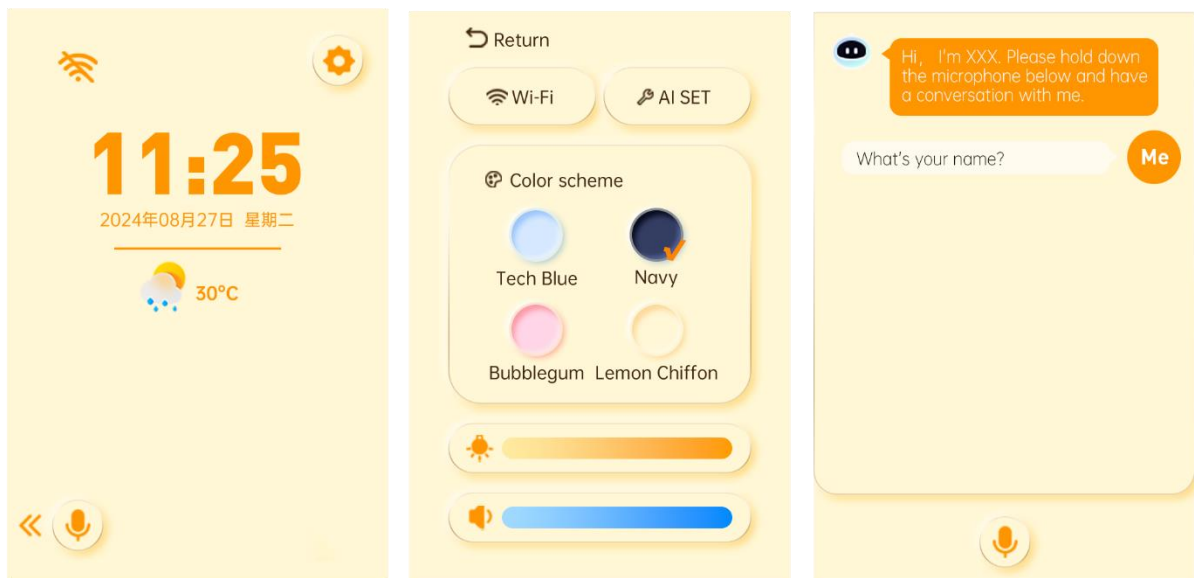 11:25
2024年08月27日 星期二
30°C
Return
Wi-Fi
AI SET
Color scheme
Tech Blue
Navy
Bubblegum
Lemon Chiffon
Hi, I'm XXX. Please hold down
the microphone below and have
a conversation with me.
What's your name?
Me